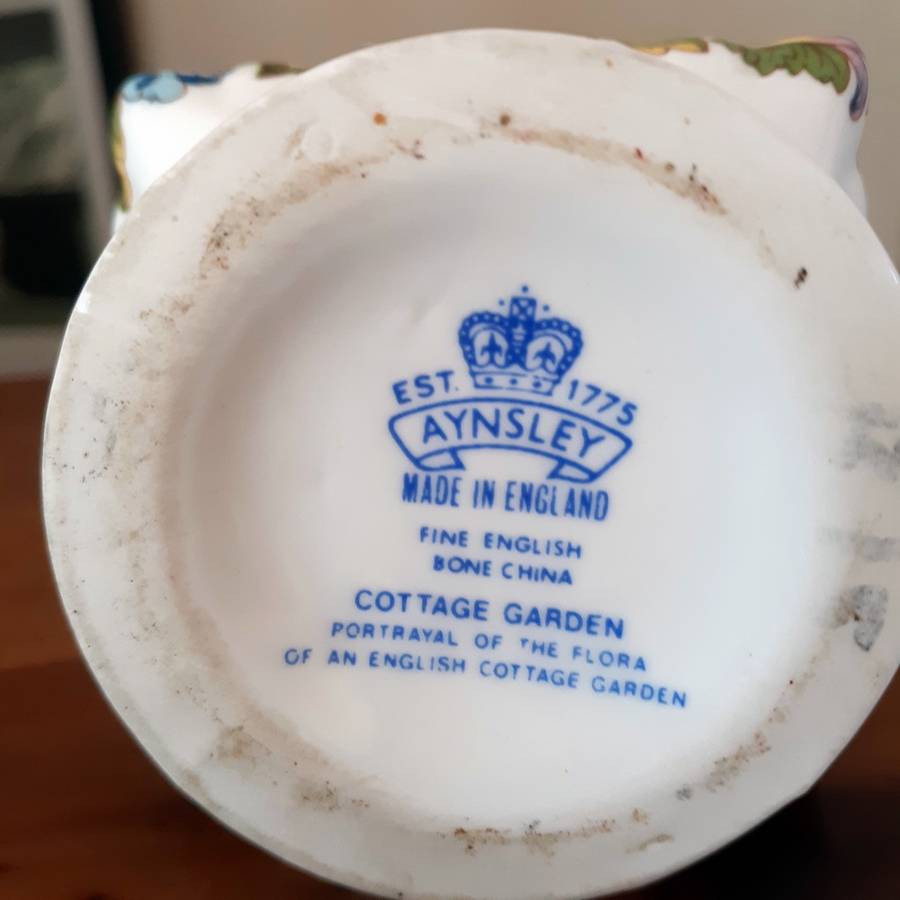 EST. 1775
AYNSLEY
MADE IN ENGLAND
FINE ENGLISH
BONE CHINA
COTTAGE GARDEN
PORTRAYAL OF THE FLORA
OF AN ENGLISH COTTAGE GARDEN